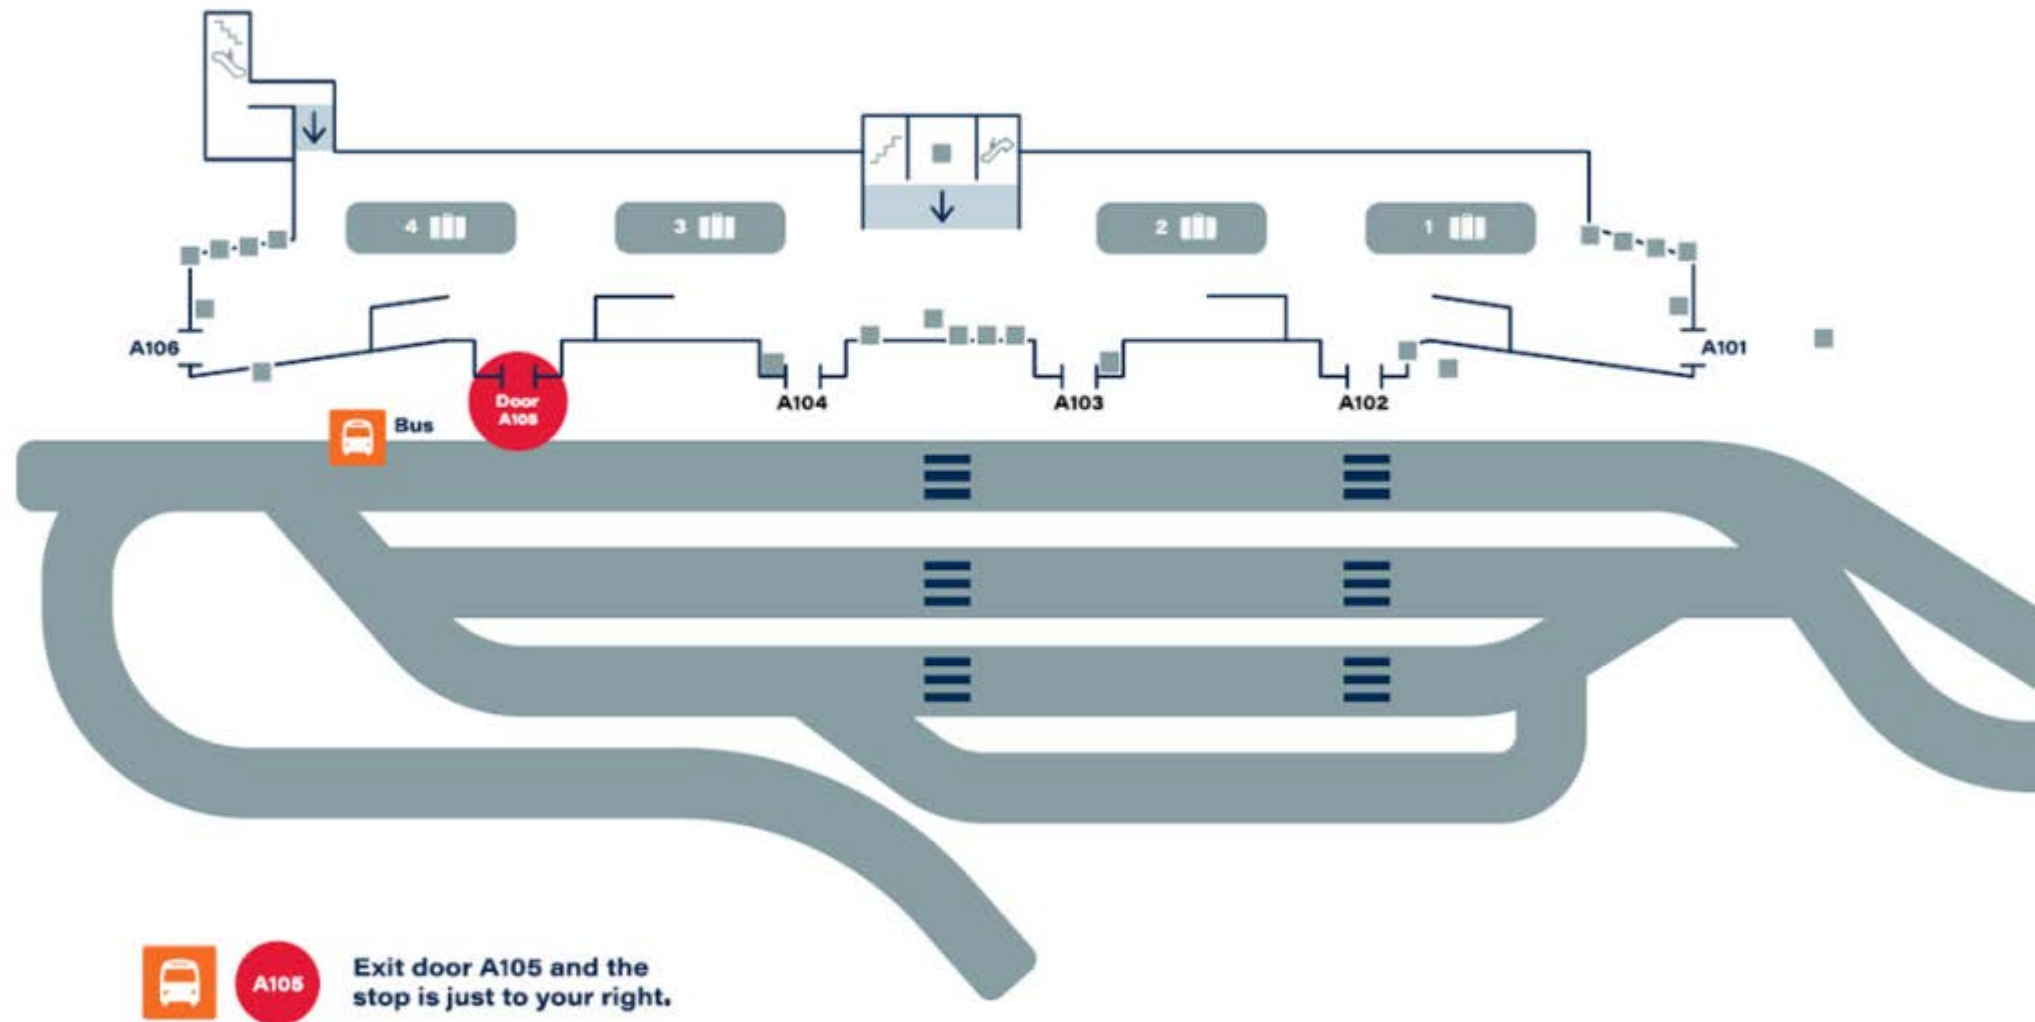 4
3
2
1
A106
A101
Door
A105
A104
A103
A102
Bus
A105
Exit door A105 and the
stop is just to your right.